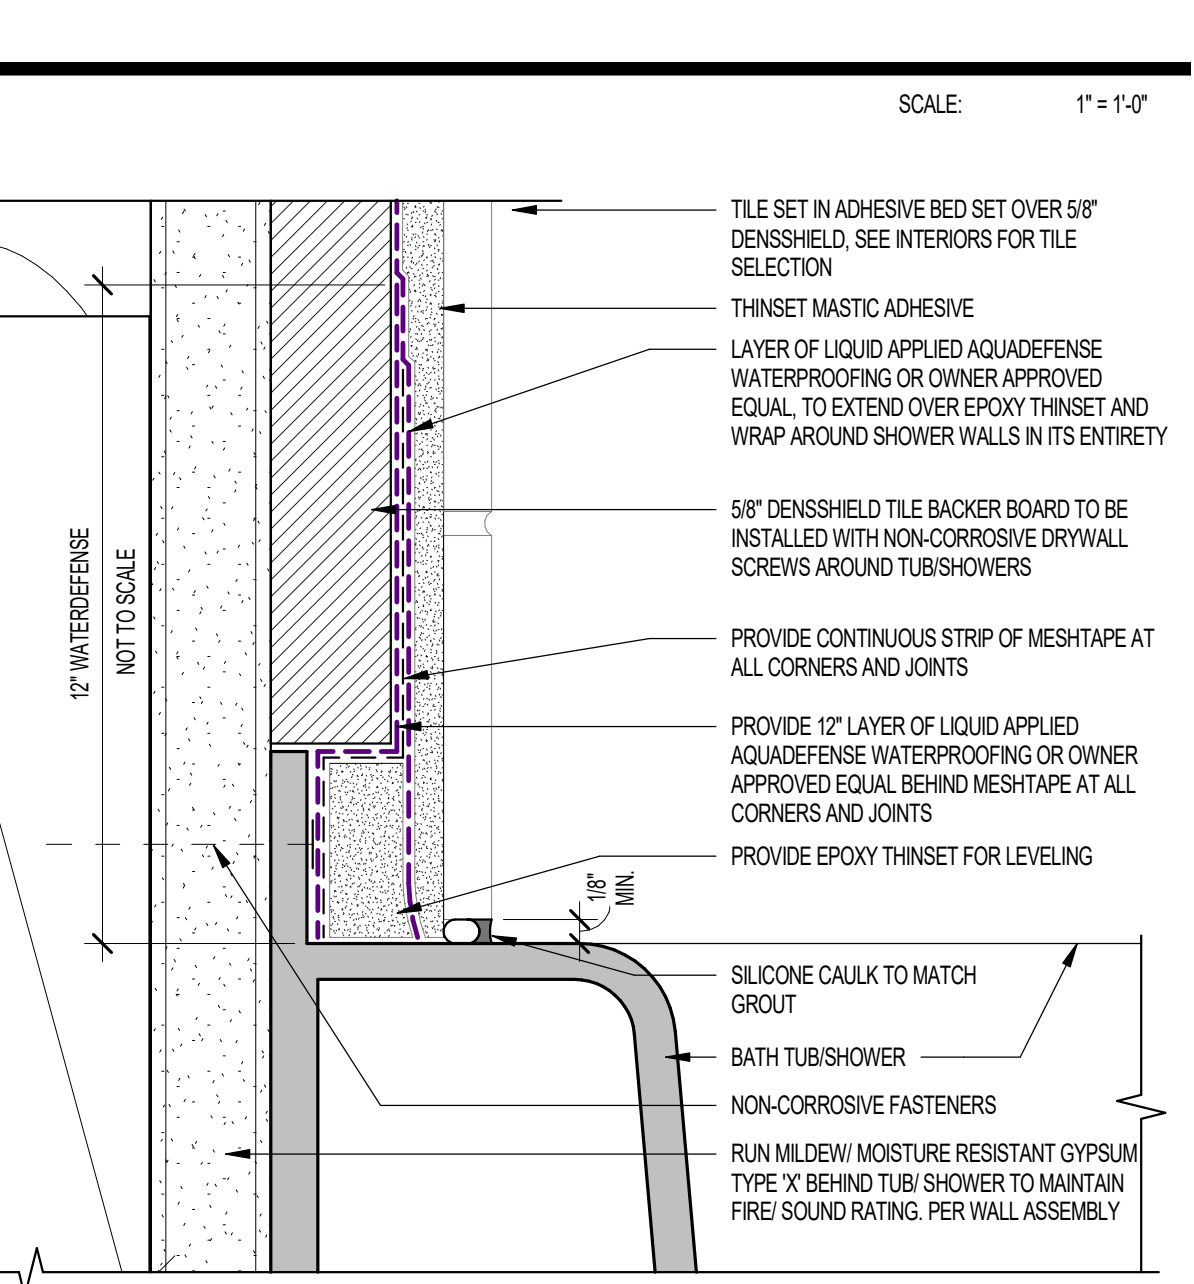 SCALE: 1" = 1'-0"
TILE SET IN ADHESIVE BED SET OVER 5/8"
DENSSHIELD, SEE INTERIORS FOR TILE
SELECTION
THINSET MASTIC ADHESIVE
LAYER OF LIQUID APPLIED AQUADEFENSE
WATERPROOFING OR OWNER APPROVED
EQUAL, TO EXTEND OVER EPOXY THINSET AND
WRAP AROUND SHOWER WALLS IN ITS ENTIRETY
5/8" DENSSHIELD TILE BACKER BOARD TO BE
INSTALLED WITH NON-CORROSIVE DRYWALL
SCREWS AROUND TUB/SHOWERS
12" WATERDEFENSE
NOT TO SCALE
PROVIDE CONTINUOUS STRIP OF MESHTAPE AT
ALL CORNERS AND JOINTS
PROVIDE 12" LAYER OF LIQUID APPLIED
AQUADEFENSE WATERPROOFING OR OWNER
APPROVED EQUAL BEHIND MESHTAPE AT ALL
CORNERS AND JOINTS
PROVIDE EPOXY THINSET FOR LEVELING
1/8"
MIN.
SILICONE CAULK TO MATCH
GROUT
BATH TUB/SHOWER
NON-CORROSIVE FASTENERS
RUN MILDEW/ MOISTURE RESISTANT GYPSUM
TYPE 'X' BEHIND TUB/ SHOWER TO MAINTAIN
FIRE/ SOUND RATING. PER WALL ASSEMBLY